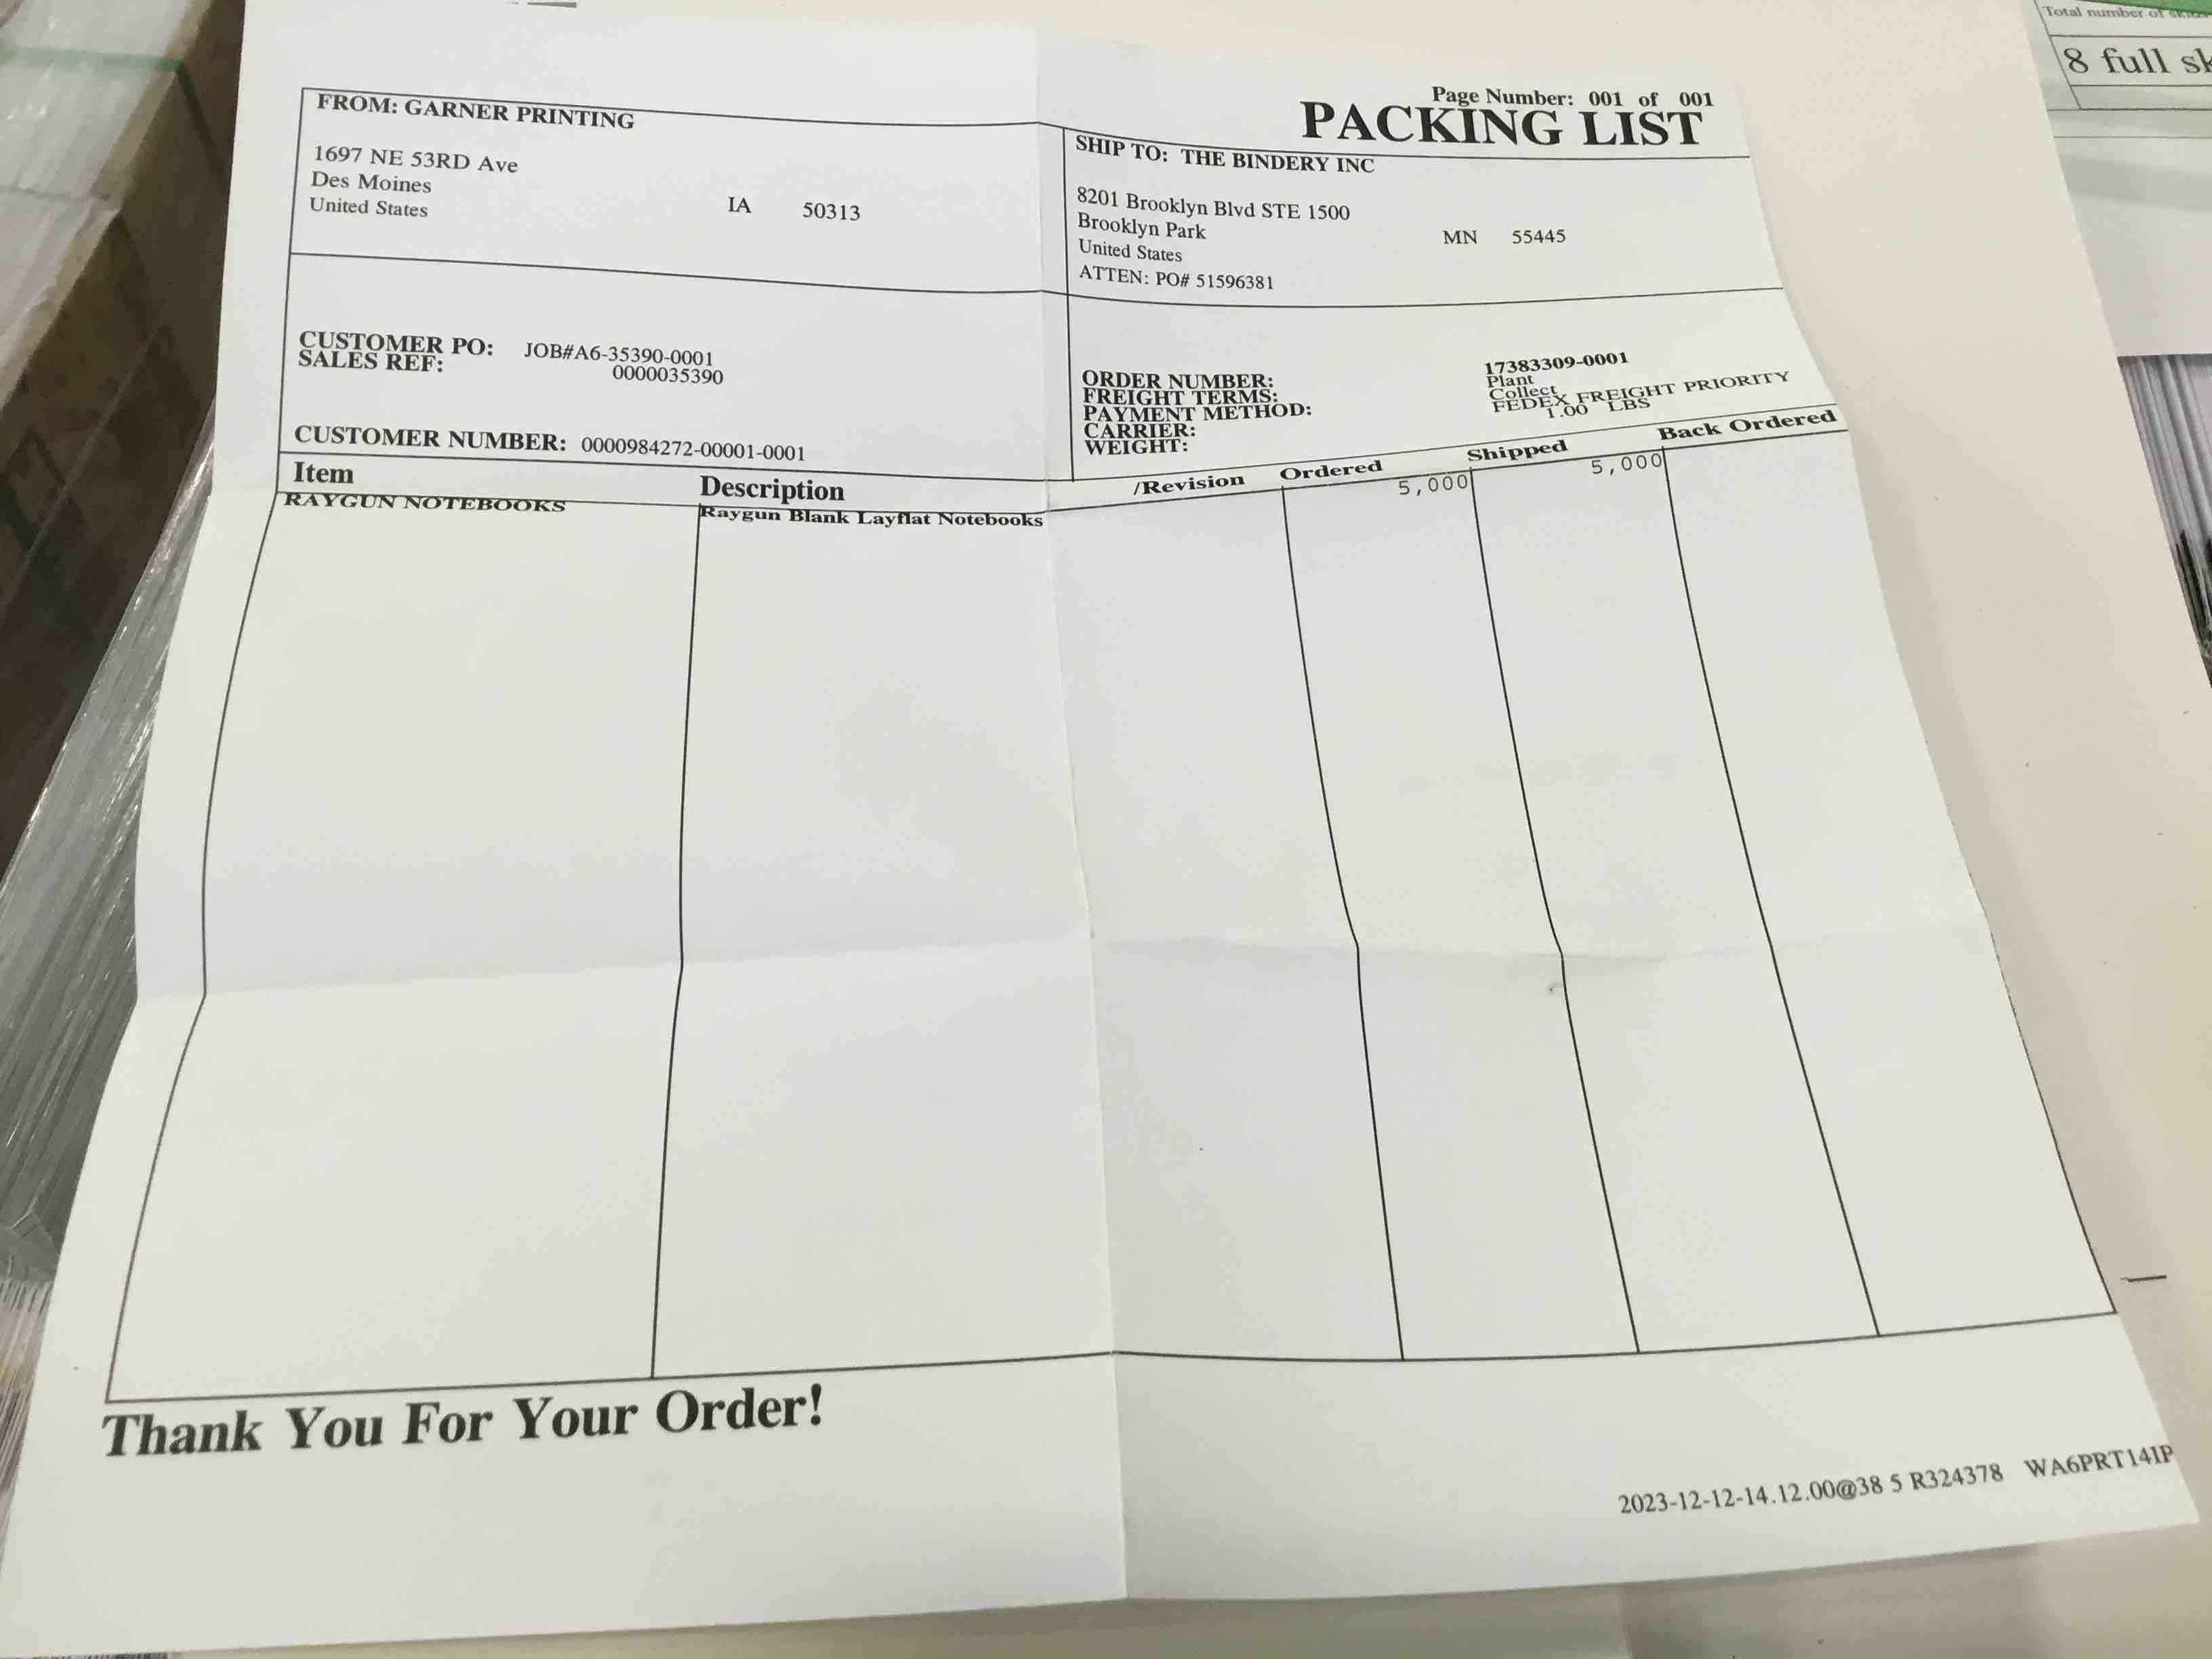 Total number of skids
8 full sk
Page Number: 001 of 001
PACKING LIST
FROM: GARNER PRINTING
1697 NE 53RD Ave
Des Moines
United States
IA 50313
SHIP TO: THE BINDERY INC
8201 Brooklyn Blvd STE 1500
Brooklyn Park
United States
MN 55445
ATTEN: PO# 51596381
CUSTOMER PO: JOB#A6-35390-0001
SALES REF: 0000035390
CUSTOMER NUMBER: 0000984272-00001-0001
ORDER NUMBER: 17383309-0001
FREIGHT TERMS: Plant
PAYMENT METHOD: Collect
CARRIER: FEDEX FREIGHT PRIORITY
WEIGHT: 1.00 LBS
Item Description /Revision Ordered Shipped Back Ordered
RAYGUN NOTEBOOKS Raygun Blank Layflat Notebooks 5,000 5,000
Thank You For Your Order!
2023-12-12-14.12.00@38 5 R324378 WA6PRT14IP